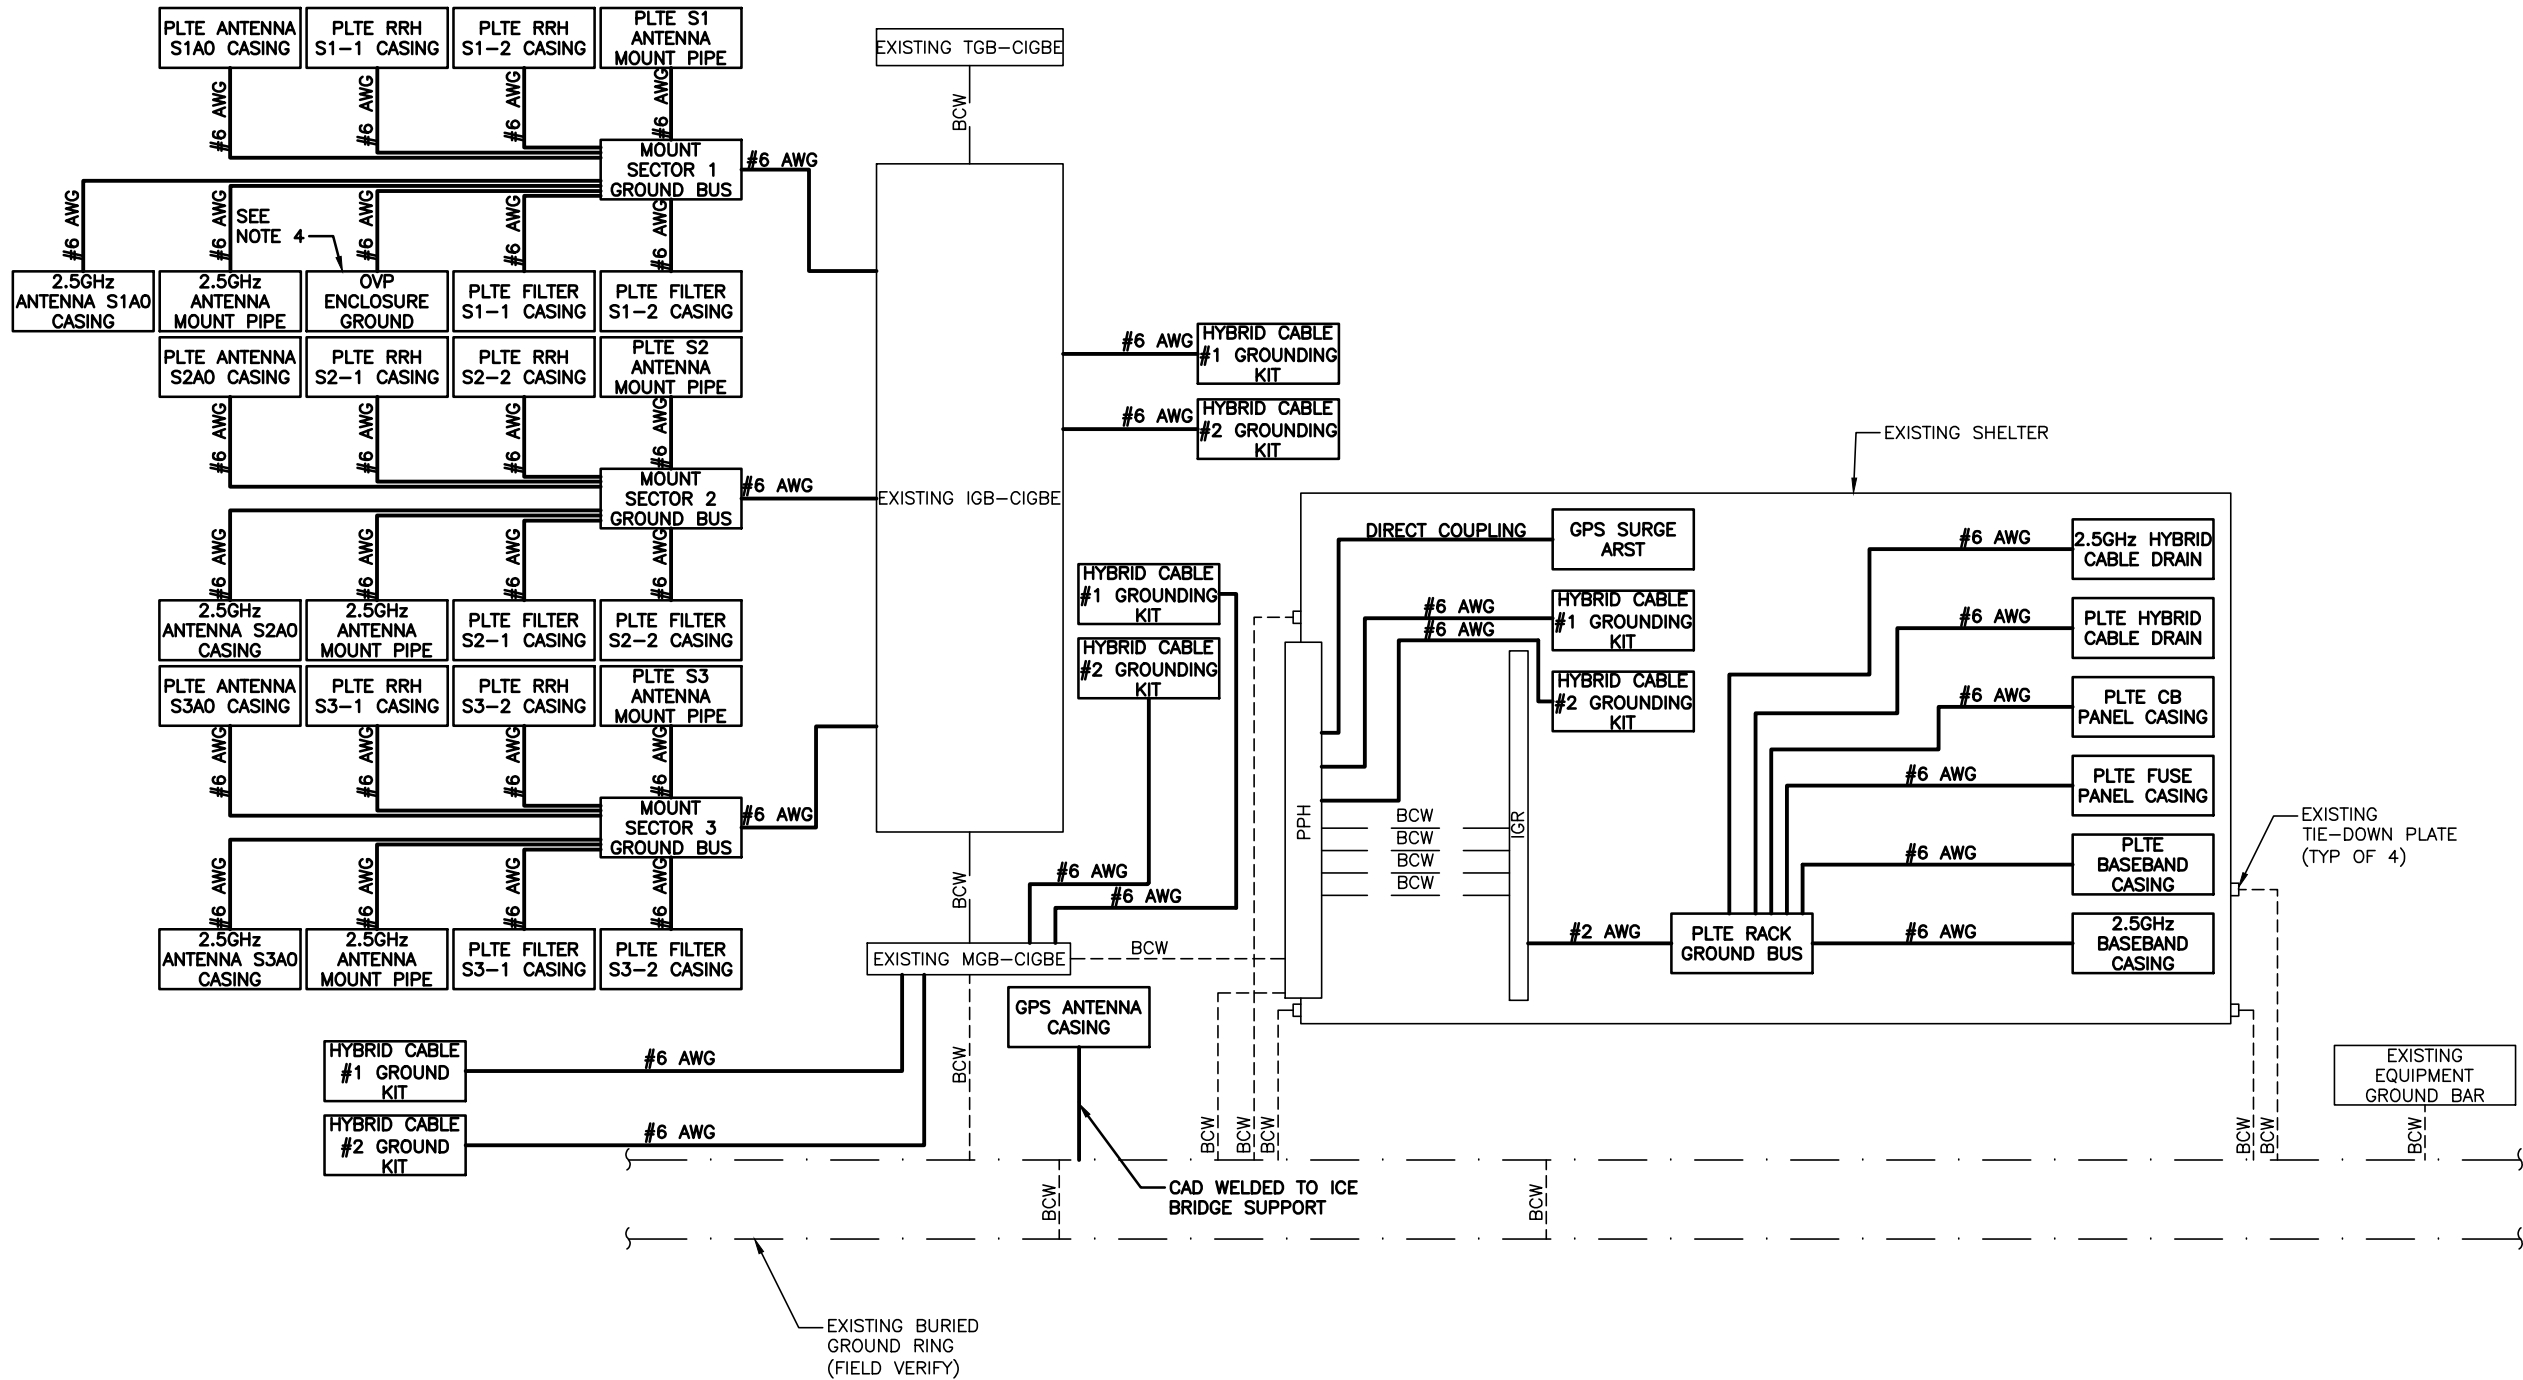 PLTE ANTENNA
S1A0 CASING
PLTE RRH
S1-1 CASING
PLTE RRH
S1-2 CASING
PLTE S1
ANTENNA
MOUNT PIPE
#6 AWG
#6 AWG
#6 AWG
#6 AWG
MOUNT
SECTOR 1
GROUND BUS
#6 AWG
#6 AWG
#6 AWG
#6 AWG
#6 AWG
#6 AWG
SEE
NOTE 4
2.5GHz
ANTENNA S1A0
CASING
2.5GHz
ANTENNA
MOUNT PIPE
OVP
ENCLOSURE
GROUND
PLTE FILTER
S1-1 CASING
PLTE FILTER
S1-2 CASING
PLTE ANTENNA
S2A0 CASING
PLTE RRH
S2-1 CASING
PLTE RRH
S2-2 CASING
PLTE S2
ANTENNA
MOUNT PIPE
#6 AWG
#6 AWG
#6 AWG
#6 AWG
MOUNT
SECTOR 2
GROUND BUS
#6 AWG
#6 AWG
#6 AWG
#6 AWG
#6 AWG
2.5GHz
ANTENNA S2A0
CASING
2.5GHz
ANTENNA
MOUNT PIPE
PLTE FILTER
S2-1 CASING
PLTE FILTER
S2-2 CASING
PLTE ANTENNA
S3A0 CASING
PLTE RRH
S3-1 CASING
PLTE RRH
S3-2 CASING
PLTE S3
ANTENNA
MOUNT PIPE
#6 AWG
#6 AWG
#6 AWG
#6 AWG
MOUNT
SECTOR 3
GROUND BUS
#6 AWG
#6 AWG
#6 AWG
#6 AWG
#6 AWG
2.5GHz
ANTENNA S3A0
CASING
2.5GHz
ANTENNA
MOUNT PIPE
PLTE FILTER
S3-1 CASING
PLTE FILTER
S3-2 CASING
HYBRID CABLE
#1 GROUND
KIT
#6 AWG
HYBRID CABLE
#2 GROUND
KIT
#6 AWG
EXISTING TGB-CIGBE
BCW
EXISTING IGB-CIGBE
#6 AWG
HYBRID CABLE
#1 GROUNDING
KIT
#6 AWG
HYBRID CABLE
#2 GROUNDING
KIT
HYBRID CABLE
#1 GROUNDING
KIT
HYBRID CABLE
#2 GROUNDING
KIT
#6 AWG
#6 AWG
BCW
EXISTING MGB-CIGBE
BCW
BCW
GPS ANTENNA
CASING
CAD WELDED TO ICE
BRIDGE SUPPORT
EXISTING SHELTER
DIRECT COUPLING
GPS SURGE
ARST
#6 AWG
HYBRID CABLE
#1 GROUNDING
KIT
#6 AWG
HYBRID CABLE
#2 GROUNDING
KIT
PPH
BCW
BCW
BCW
BCW
IGR
#2 AWG
PLTE RACK
GROUND BUS
#6 AWG
2.5GHz HYBRID
CABLE DRAIN
#6 AWG
PLTE HYBRID
CABLE DRAIN
#6 AWG
PLTE CB
PANEL CASING
#6 AWG
PLTE FUSE
PANEL CASING
#6 AWG
PLTE
BASEBAND
CASING
#6 AWG
2.5GHz
BASEBAND
CASING
EXISTING
TIE-DOWN PLATE
(TYP OF 4)
EXISTING
EQUIPMENT
GROUND BAR
BCW
BCW
BCW
BCW
BCW
BCW
BCW
BCW
EXISTING BURIED
GROUND RING
(FIELD VERIFY)